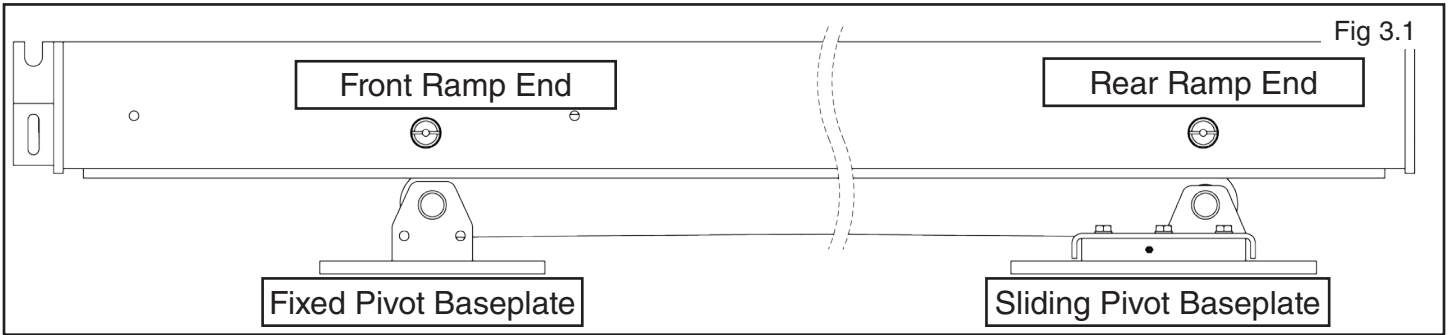 Fig 3.1
Front Ramp End
Rear Ramp End
Fixed Pivot Baseplate
Sliding Pivot Baseplate